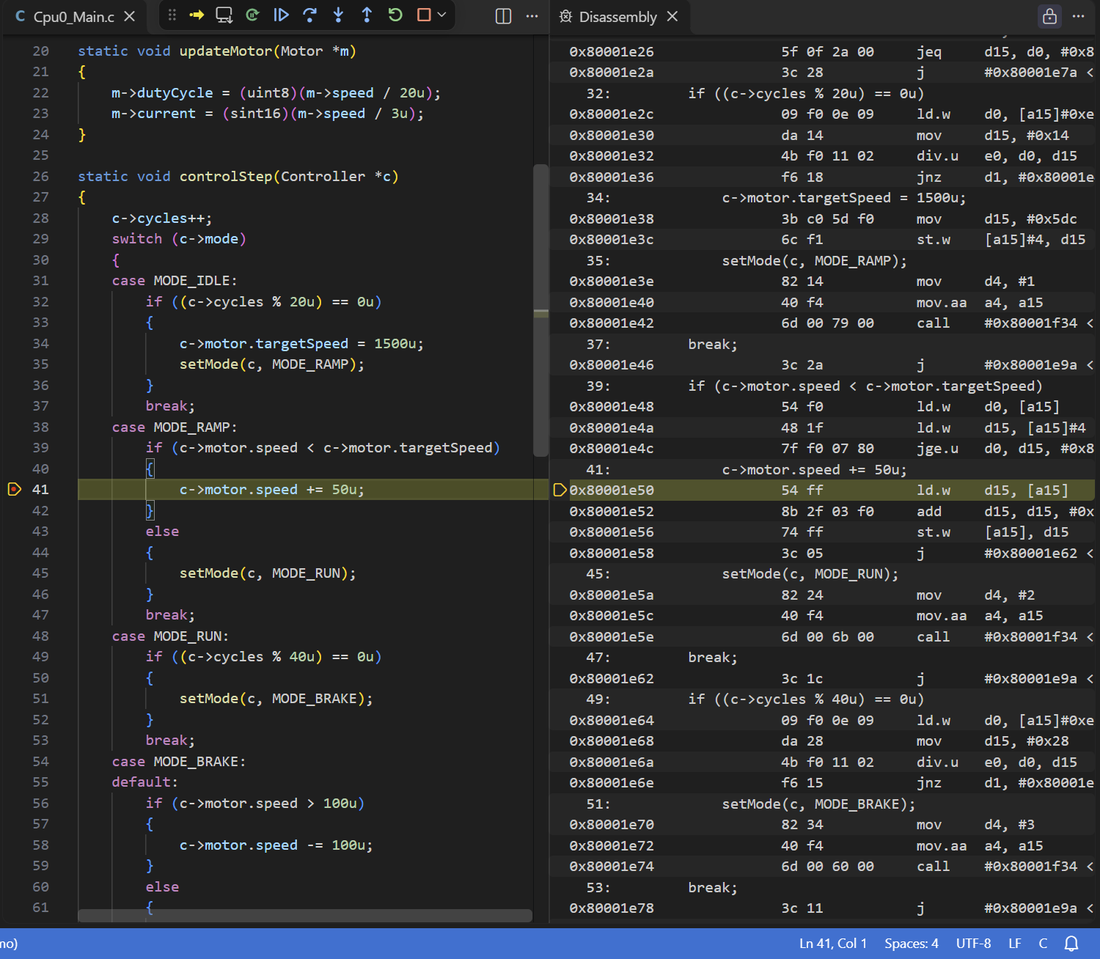 C Cpu0_Main.c
20 static void updateMotor(Motor *m)
21 {
22 m->dutyCycle = (uint8)(m->speed / 20u);
23 m->current = (sint16)(m->speed / 3u);
24 }
25
26 static void controlStep(Controller *c)
27 {
28 c->cycles++;
29 switch (c->mode)
30 {
31 case MODE_IDLE:
32 if ((c->cycles % 20u) == 0u)
33 {
34 c->motor.targetSpeed = 1500u;
35 setMode(c, MODE_RAMP);
36 }
37 break;
38 case MODE_RAMP:
39 if (c->motor.speed < c->motor.targetSpeed)
40 {
41 c->motor.speed += 50u;
42 }
43 else
44 {
45 setMode(c, MODE_RUN);
46 }
47 break;
48 case MODE_RUN:
49 if ((c->cycles % 40u) == 0u)
50 {
51 setMode(c, MODE_BRAKE);
52 }
53 break;
54 case MODE_BRAKE:
55 default:
56 if (c->motor.speed > 100u)
57 {
58 c->motor.speed -= 100u;
59 }
60 else
61 {
Disassembly
0x80001e26 5f 0f 2a 00 jeq d15, d0, #0x8
0x80001e2a 3c 28 j #0x80001e7a <
32: if ((c->cycles % 20u) == 0u)
0x80001e2c 09 f0 0e 09 ld.w d0, [a15]#0xe
0x80001e30 da 14 mov d15, #0x14
0x80001e32 4b f0 11 02 div.u e0, d0, d15
0x80001e36 f6 18 jnz d1, #0x80001e
34: c->motor.targetSpeed = 1500u;
0x80001e38 3b c0 5d f0 mov d15, #0x5dc
0x80001e3c 6c f1 st.w [a15]#4, d15
35: setMode(c, MODE_RAMP);
0x80001e3e 82 14 mov d4, #1
0x80001e40 40 f4 mov.aa a4, a15
0x80001e42 6d 00 79 00 call #0x80001f34 <
37: break;
0x80001e46 3c 2a j #0x80001e9a <
39: if (c->motor.speed < c->motor.targetSpeed)
0x80001e48 54 f0 ld.w d0, [a15]
0x80001e4a 48 1f ld.w d15, [a15]#4
0x80001e4c 7f f0 07 80 jge.u d0, d15, #0x8
41: c->motor.speed += 50u;
0x80001e50 54 ff ld.w d15, [a15]
0x80001e52 8b 2f 03 f0 add d15, d15, #0x
0x80001e56 74 ff st.w [a15], d15
0x80001e58 3c 05 j #0x80001e62 <
45: setMode(c, MODE_RUN);
0x80001e5a 82 24 mov d4, #2
0x80001e5c 40 f4 mov.aa a4, a15
0x80001e5e 6d 00 6b 00 call #0x80001f34 <
47: break;
0x80001e62 3c 1c j #0x80001e9a <
49: if ((c->cycles % 40u) == 0u)
0x80001e64 09 f0 0e 09 ld.w d0, [a15]#0xe
0x80001e68 da 28 mov d15, #0x28
0x80001e6a 4b f0 11 02 div.u e0, d0, d15
0x80001e6e f6 15 jnz d1, #0x80001e
51: setMode(c, MODE_BRAKE);
0x80001e70 82 34 mov d4, #3
0x80001e72 40 f4 mov.aa a4, a15
0x80001e74 6d 00 60 00 call #0x80001f34 <
53: break;
0x80001e78 3c 11 j #0x80001e9a <
mo) Ln 41, Col 1 Spaces: 4 UTF-8 LF C